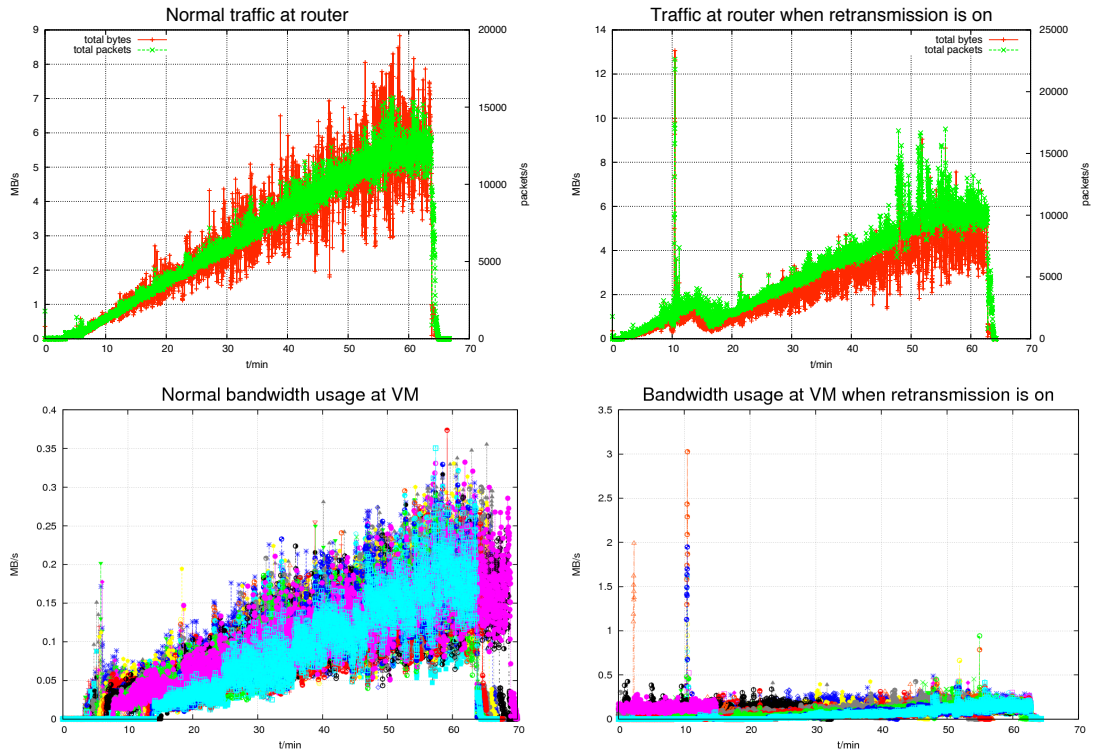 Normal traffic at router
total bytes
total packets
MB/s
9
8
7
6
5
4
3
2
1
0
20000
15000
10000
5000
0
packets/s
0 10 20 30 40 50 60 70
t/min
Traffic at router when retransmission is on
total bytes
total packets
MB/s
14
12
10
8
6
4
2
0
25000
20000
15000
10000
5000
0
packets/s
0 10 20 30 40 50 60 70
t/min
Normal bandwidth usage at VM
MB/s
0.4
0.35
0.3
0.25
0.2
0.15
0.1
0.05
0
0 10 20 30 40 50 60 70
t/min
Bandwidth usage at VM when retransmission is on
MB/s
3.5
3
2.5
2
1.5
1
0.5
0
0 10 20 30 40 50 60 70
t/min